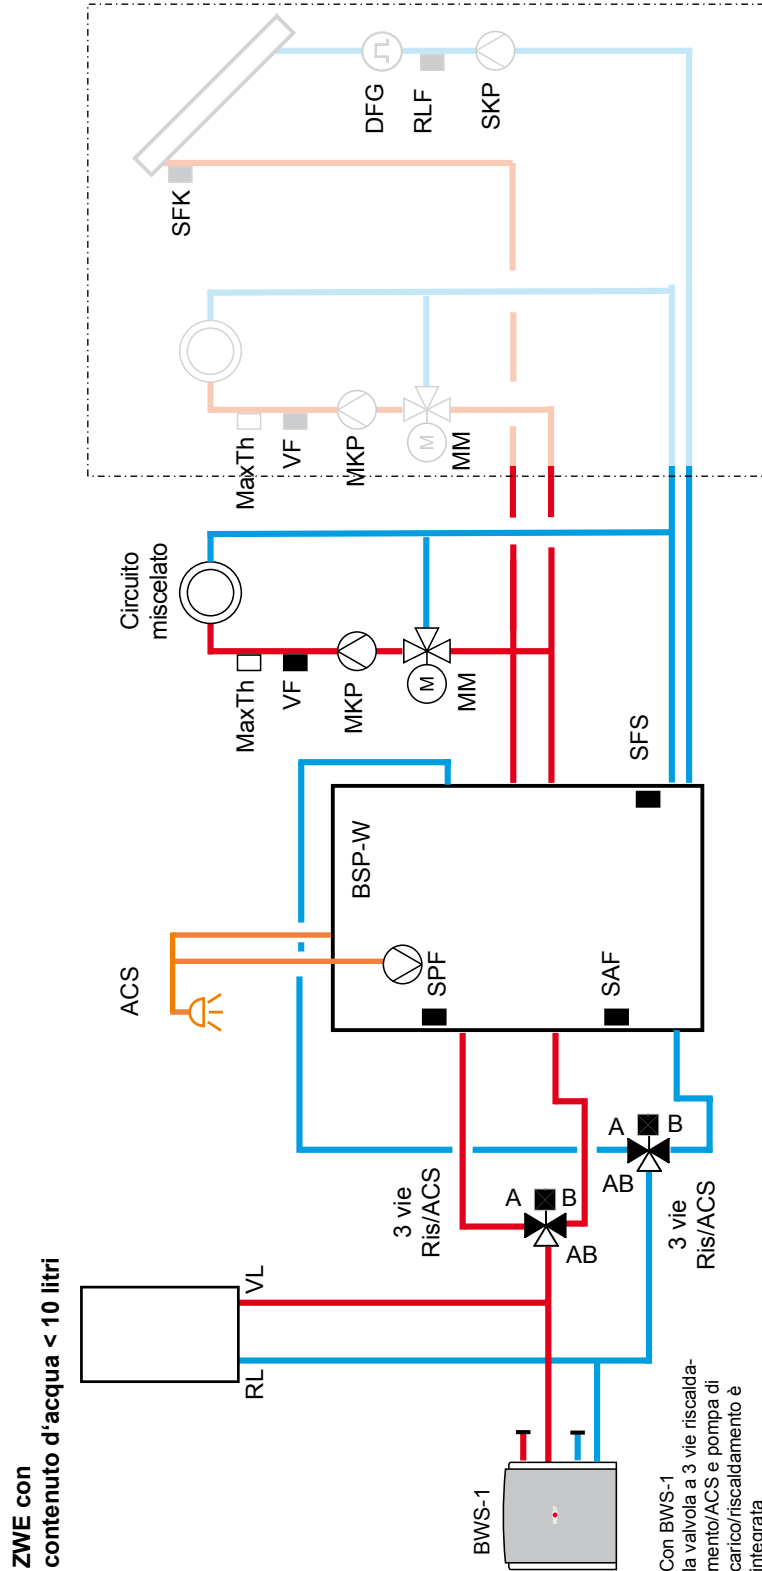 ZWE con
contenuto d‘acqua < 10 litri
RL
VL
BWS-1
Con BWS-1
la valvola a 3 vie riscalda-
mento/ACS e pompa di
carico/riscaldamento è
integrata
3 vie
Ris/ACS
A
B
AB
3 vie
Ris/ACS
A
B
AB
ACS
BSP-W
SPF
SAF
SFS
Circuito
miscelato
MaxTh
VF
MKP
MM
M
MaxTh
VF
MKP
MM
M
SFK
DFG
RLF
SKP